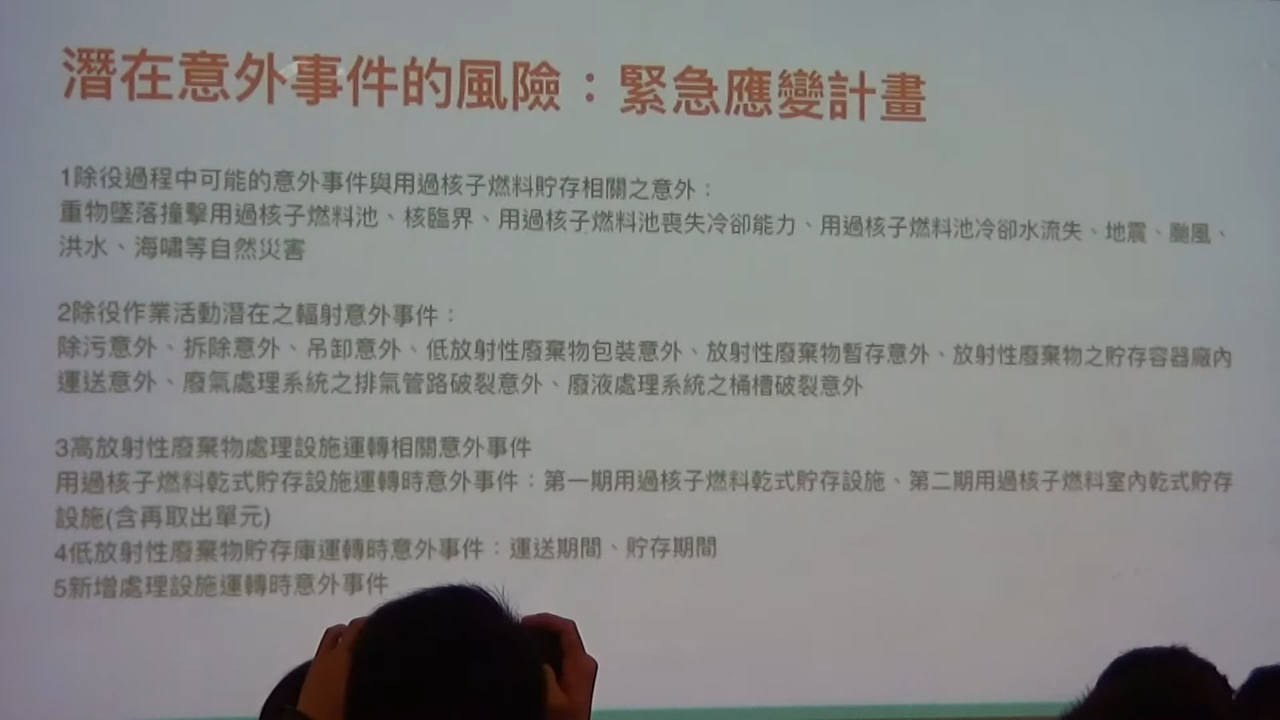 潛在意外事件的風險：緊急應變計畫
1除役過程中可能的意外事件與用過核子燃料貯存相關之意外：
重物墜落撞擊用過核子燃料池、核臨界、用過核子燃料池喪失冷卻能力、用過核子燃料池冷卻水流失、地震、颱風、
洪水、海嘯等自然災害
2除役作業活動潛在之輻射意外事件：
除污意外、拆除意外、吊卸意外、低放射性廢棄物包裝意外、放射性廢棄物暫存意外、放射性廢棄物之貯存容器廠內
運送意外、廢氣處理系統之排氣管路破裂意外、廢液處理系統之桶槽破裂意外
3高放射性廢棄物處理設施運轉相關意外事件
用過核子燃料乾式貯存設施運轉時意外事件：第一期用過核子燃料乾式貯存設施、第二期用過核子燃料室內乾式貯存
設施(含再取出單元)
4低放射性廢棄物貯存庫運轉時意外事件：運送期間、貯存期間
5新增處理設施運轉時意外事件